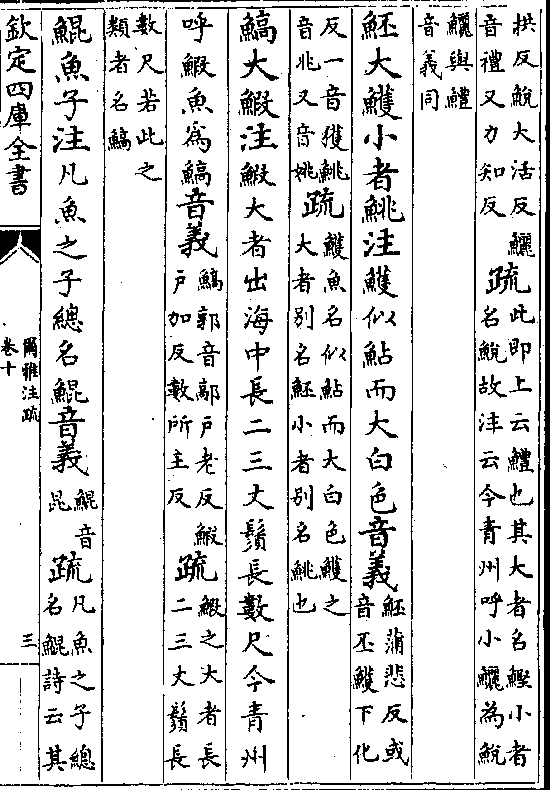 拱反鮵大活反鱺
音禮又力知反
疏
此即上云鱧也其大者名鰹小者
名鮵故注云今青州呼小鱺為鮵
鱺與鱧
音義同
魾大鱯小者鮡注鱯似鮎而大白色音義
魾蒲悲反或
音丕鱯下化
反一音獲鮡
音兆又音姚
疏
鱯魚名似鮎而大白色鱯之
大者别名魾小者别名鮡也
鰝大鰕注鰕大者出海中長二三丈鬚長數尺今青州
呼鰕魚為鰝音義
鰝郭音鄗戶老反鰕
戶加反數所主反
疏
鰕之大者長
二三丈鬚長
數尺若此之
類者名鰝
鯤魚子注凡魚之子總名鯤音義
鯤音
昆
疏
凡魚之子總
名鯤詩云其
欽定四庫全書
爾雅注疏
卷十
三